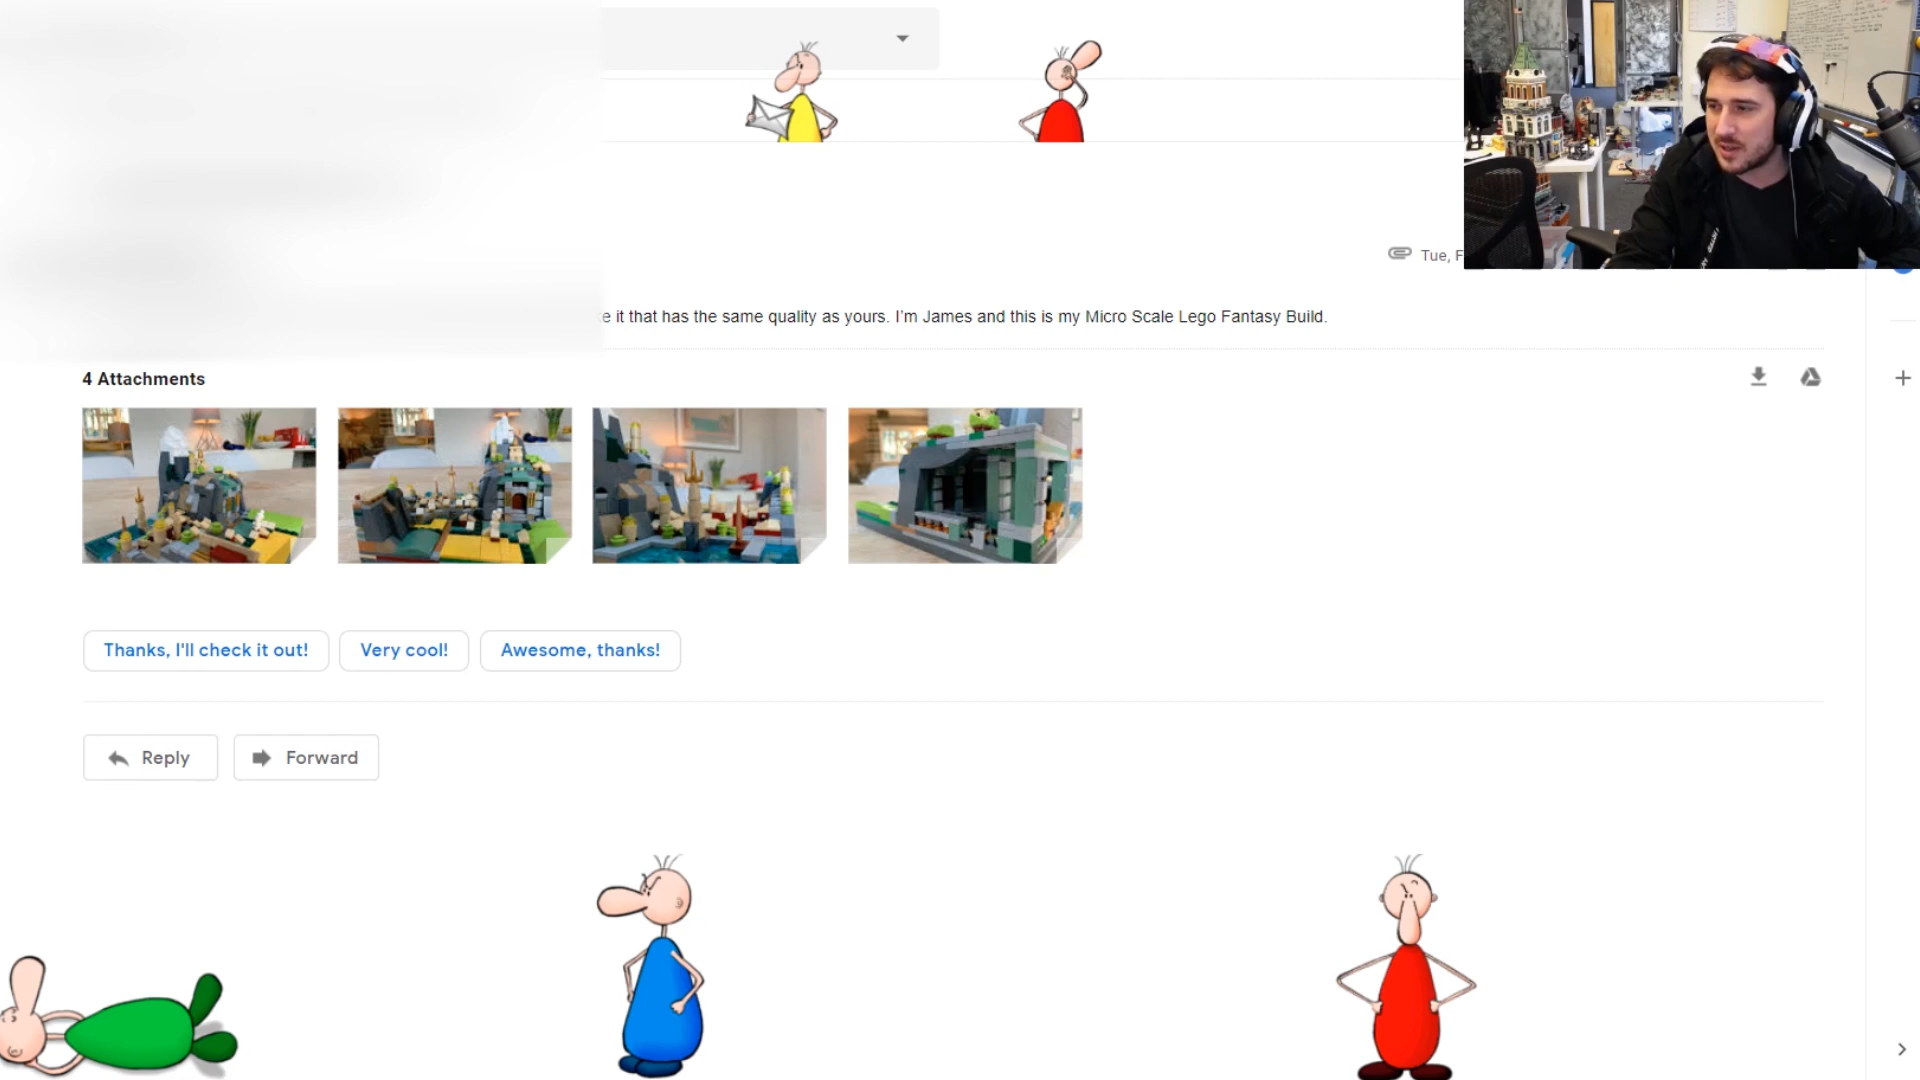 Tue, F
e it that has the same quality as yours. I'm James and this is my Micro Scale Lego Fantasy Build.
4 Attachments
Thanks, I'll check it out!
Very cool!
Awesome, thanks!
Reply
Forward